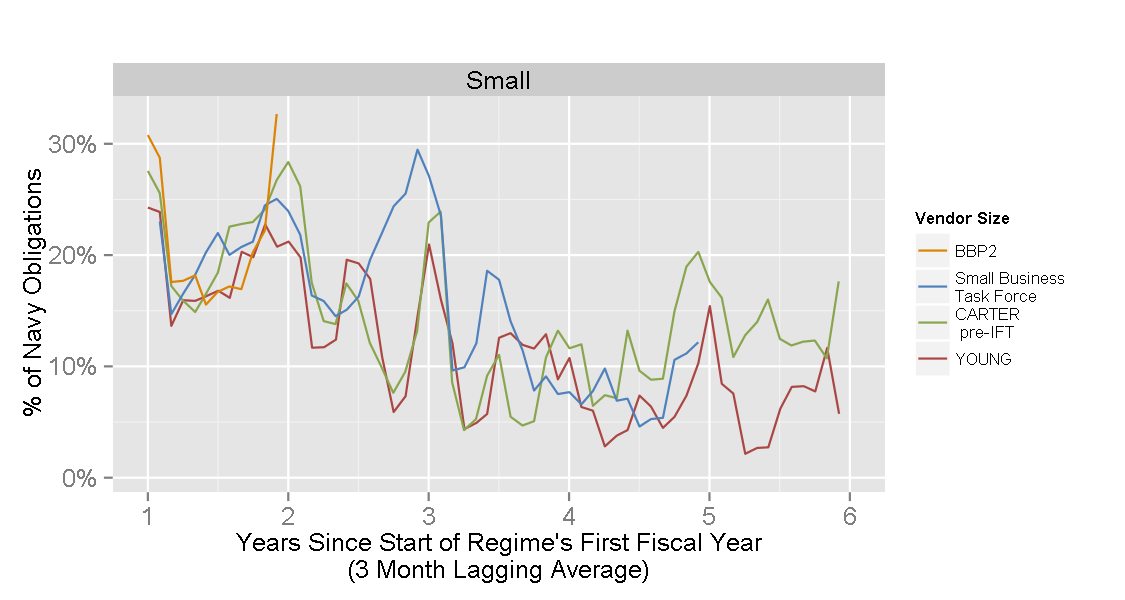 Small
30%
20%
10%
0%
% of Navy Obligations
1 2 3 4 5 6
Years Since Start of Regime's First Fiscal Year
(3 Month Lagging Average)
Vendor Size
BBP2
Small Business
Task Force
CARTER
pre-IFT
YOUNG